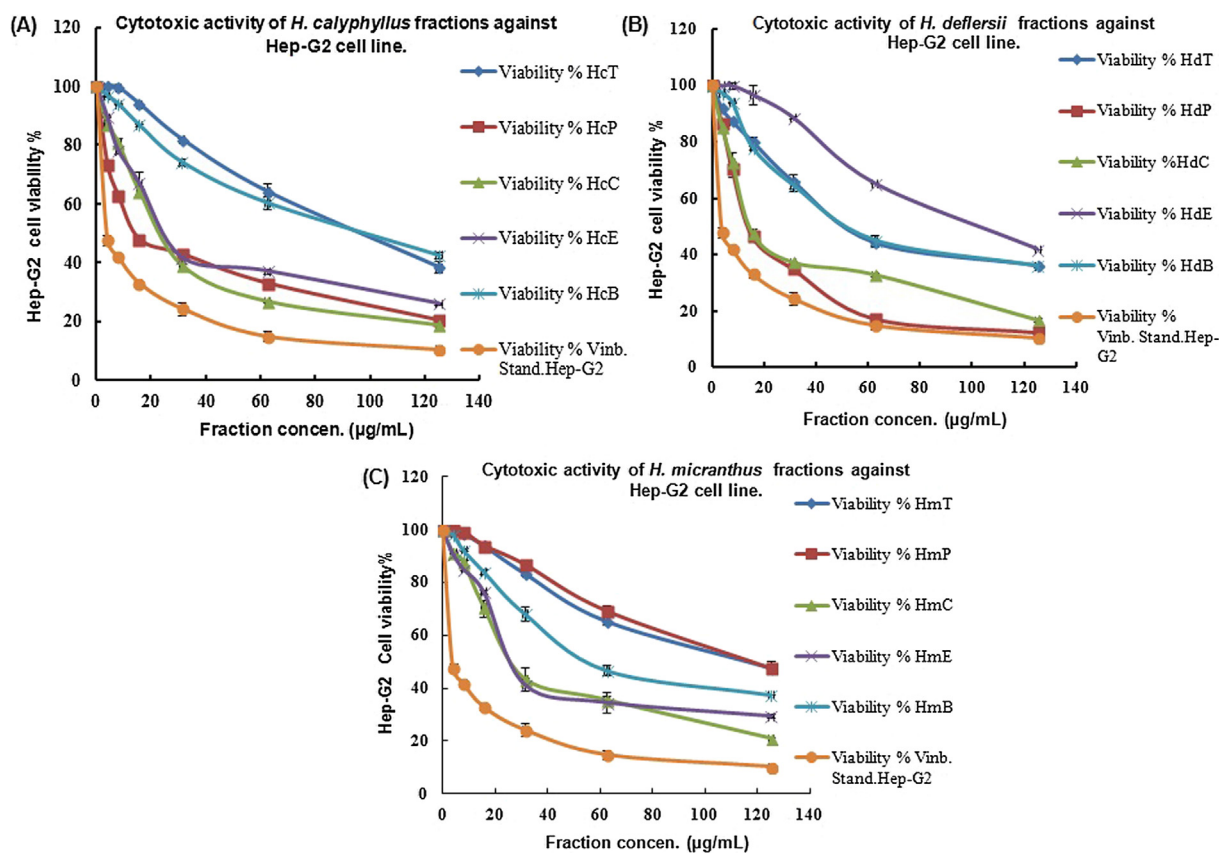 (A)
Cytotoxic activity of H. calyphyllus fractions against
Hep-G2 cell line.
Hep-G2 cell viability %
120
100
80
60
40
20
0
0 20 40 60 80 100 120 140
Fraction concen. (µg/mL)
Viability % HcT
Viability % HcP
Viability % HcC
Viability % HcE
Viability % HcB
Viability % Vinb.
Stand.Hep-G2
(B)
Cytotoxic activity of H. deflersii fractions against
Hep-G2 cell line.
Hep-G2 cell viability %
120
100
80
60
40
20
0
0 20 40 60 80 100 120 140
Fraction concen. (µg/mL)
Viability % HdT
Viability % HdP
Viability %HdC
Viability % HdE
Viability % HdB
Viability %
Vinb. Stand.Hep-
G2
(C)
Cytotoxic activity of H. micranthus fractions against
Hep-G2 cell line.
Hep-G2 Cell viability%
120
100
80
60
40
20
0
0 20 40 60 80 100 120 140
Fraction concen. (µg/mL)
Viability % HmT
Viability % HmP
Viability % HmC
Viability % HmE
Viability % HmB
Viability % Vinb.
Stand.Hep-G2